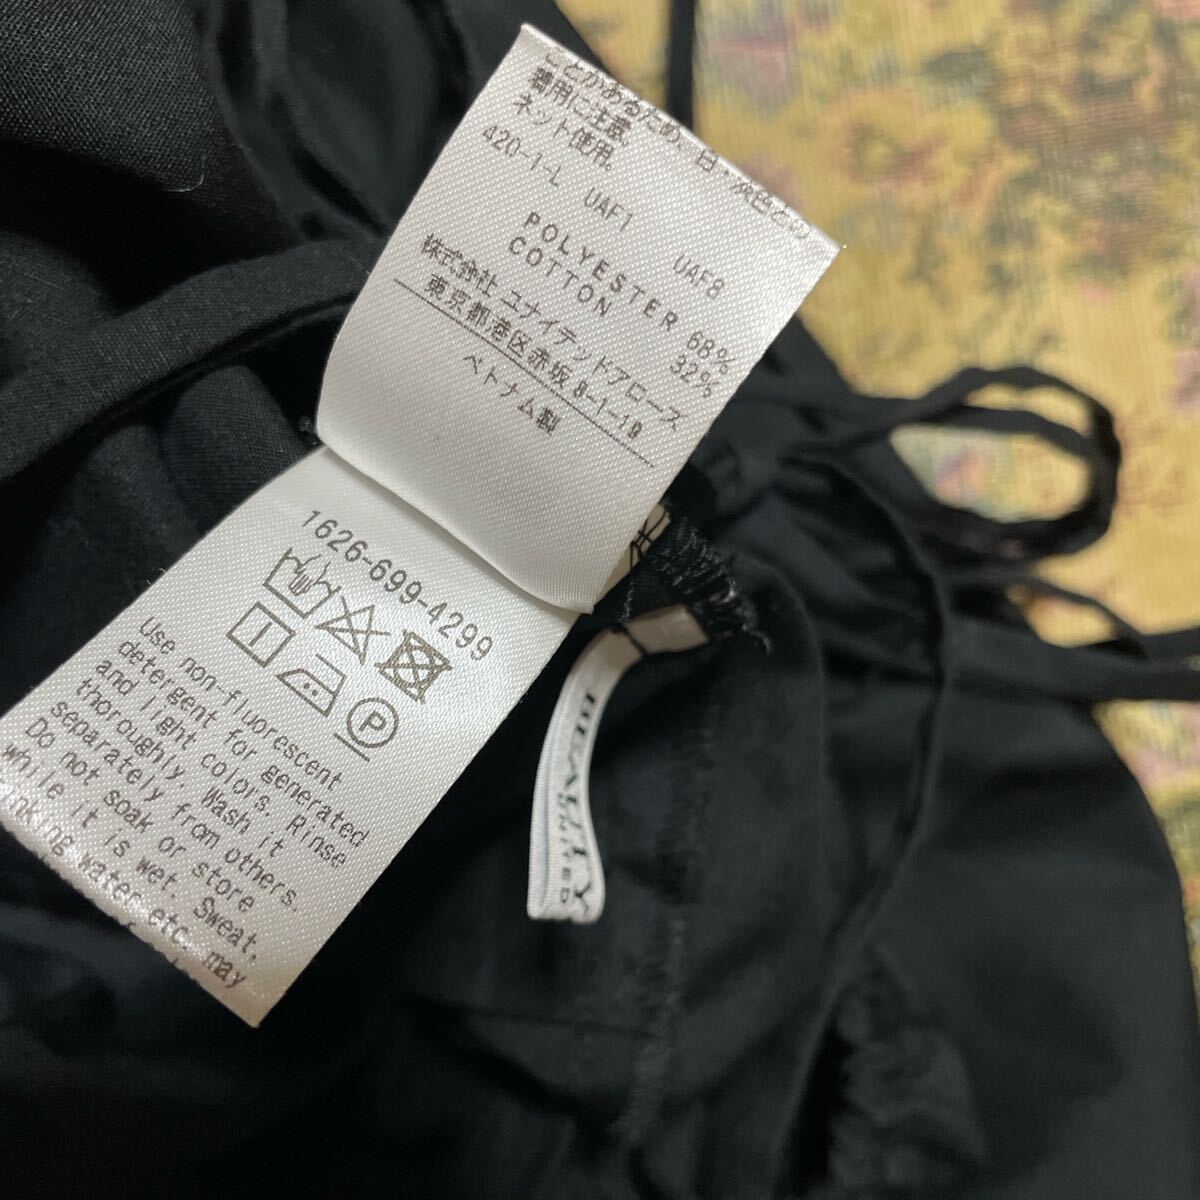 ことがあるため、白・淡色との
着用に注意。
ネット使用。
420-1-L UAF1 UAF8
POLYESTER 68%
COTTON 32%
株式会社 ユナイテッドアローズ
東京都港区赤坂8-1-19
ベトナム製
1626-699-4299
P
Use non-fluorescent
detergent for generated
and light colors. Rinse
thoroughly. Wash it
separately from others.
Do not soak or store
while it is wet. Sweat,
water etc. may
BEAUTY